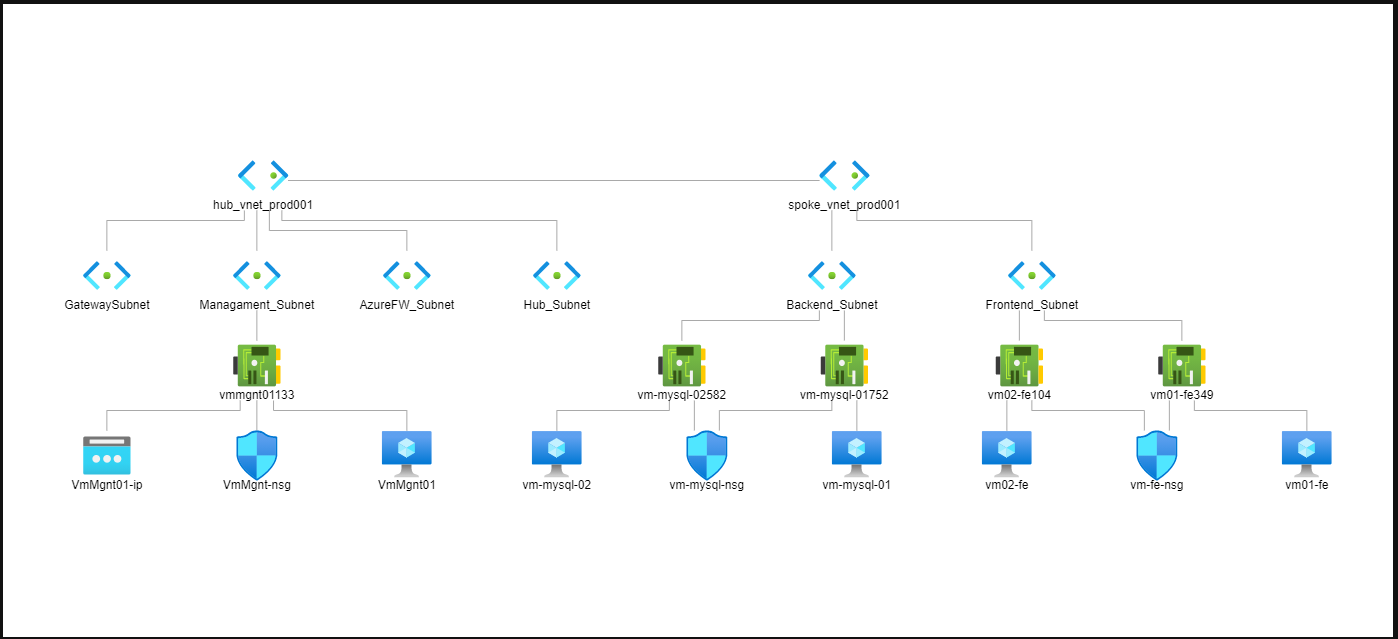 hub_vnet_prod001
spoke_vnet_prod001
GatewaySubnet
Managament_Subnet
AzureFW_Subnet
Hub_Subnet
Backend_Subnet
Frontend_Subnet
vmmgnt01133
vm-mysql-02582
vm-mysql-01752
vm02-fe104
vm01-fe349
VmMgnt01-ip
VmMgnt-nsg
VmMgnt01
vm-mysql-02
vm-mysql-nsg
vm-mysql-01
vm02-fe
vm-fe-nsg
vm01-fe